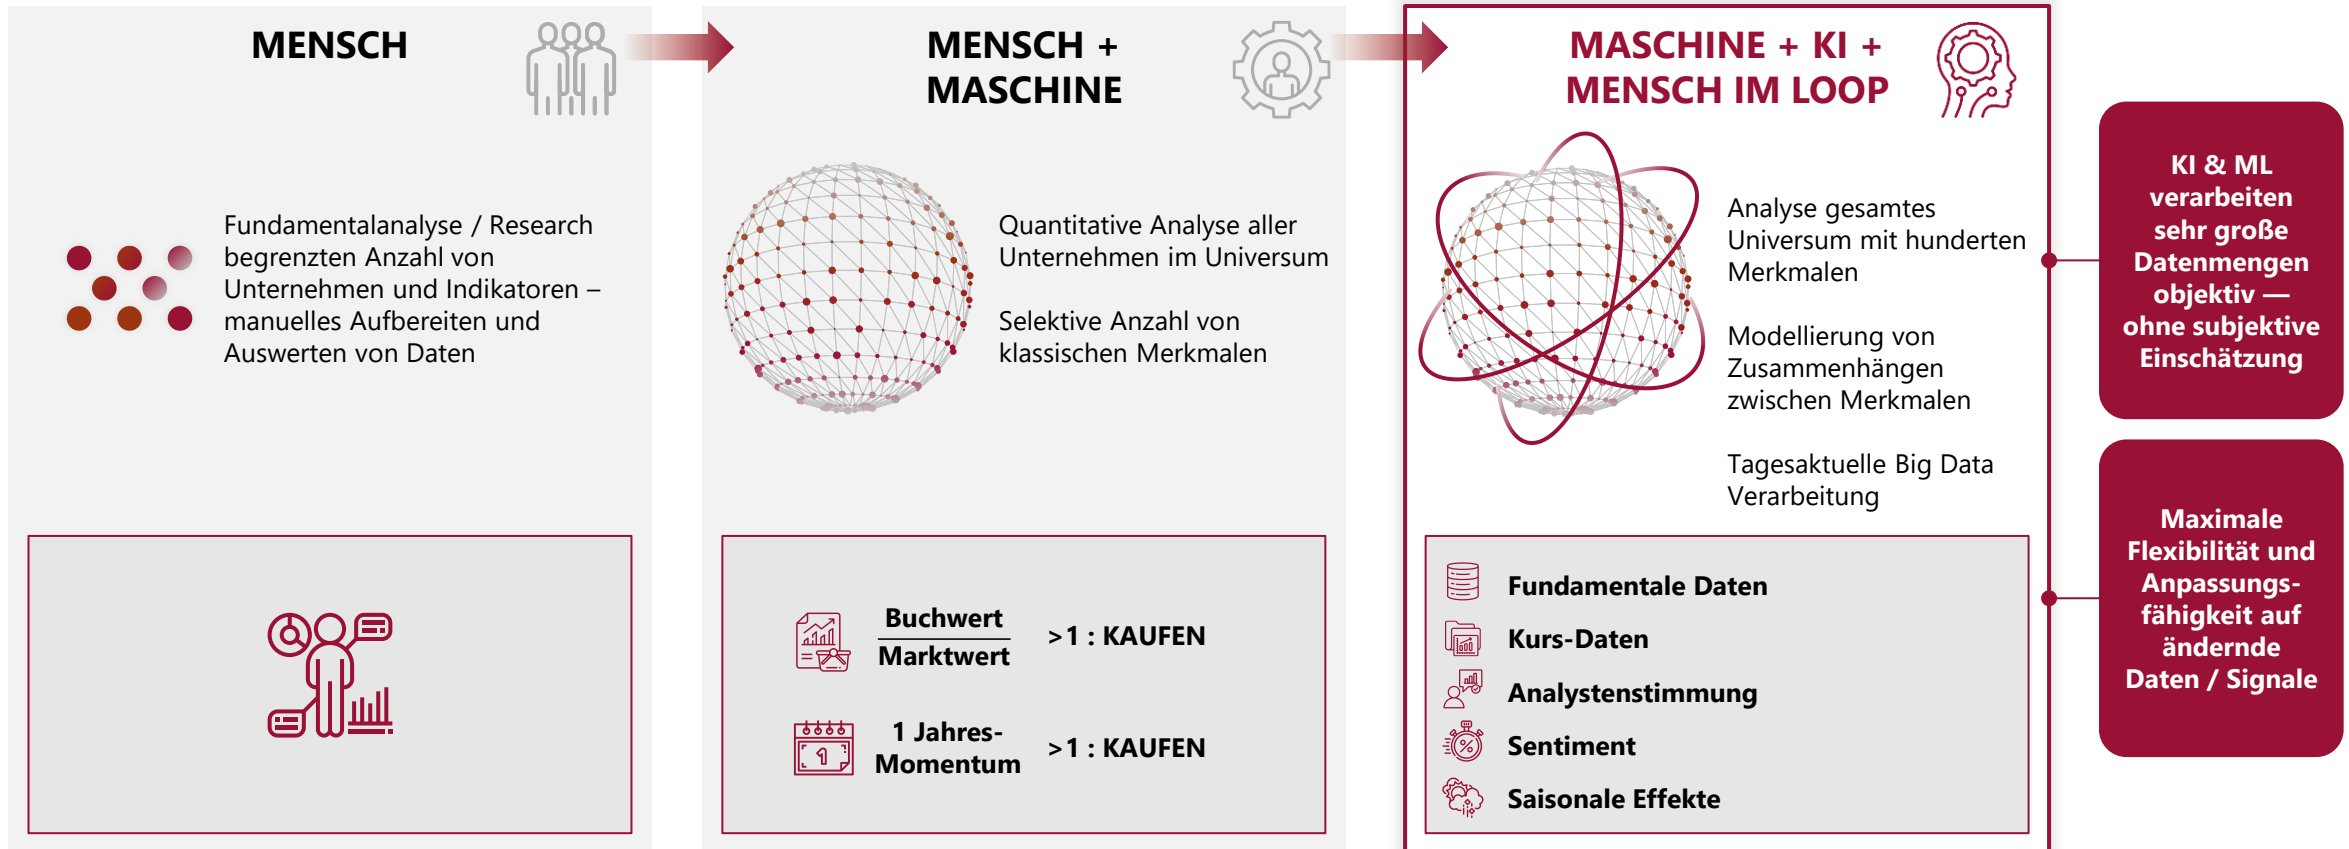 MENSCH
Fundamentalanalyse / Research
begrenzten Anzahl von
Unternehmen und Indikatoren –
manuelles Aufbereiten und
Auswerten von Daten
MENSCH +
MASCHINE
Quantitative Analyse aller
Unternehmen im Universum
Selektive Anzahl von
klassischen Merkmalen
Buchwert
Marktwert
>1 : KAUFEN
1
1 Jahres-
Momentum
>1 : KAUFEN
MASCHINE + KI +
MENSCH IM LOOP
Analyse gesamtes
Universum mit hunderten
Merkmalen
Modellierung von
Zusammenhängen
zwischen Merkmalen
Tagesaktuelle Big Data
Verarbeitung
Fundamentale Daten
Kurs-Daten
Analystenstimmung
%
Sentiment
Saisonale Effekte
KI & ML
verarbeiten
sehr große
Datenmengen
objektiv —
ohne subjektive
Einschätzung
Maximale
Flexibilität und
Anpassungs-
fähigkeit auf
ändernde
Daten / Signale